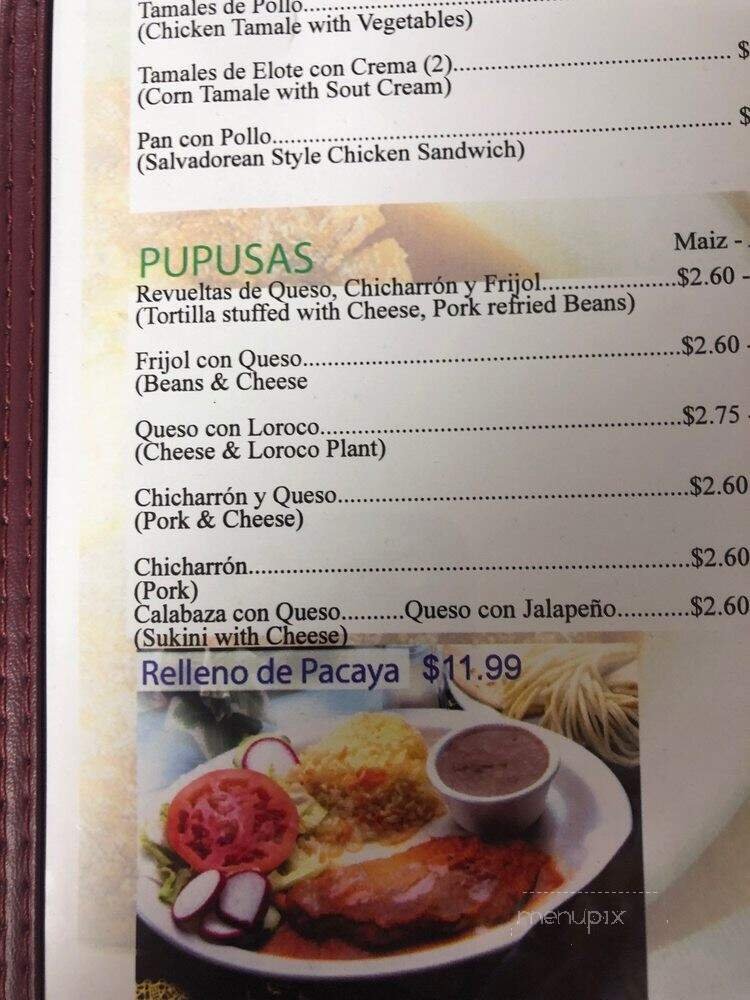 Tamales de Pollo..............................................
(Chicken Tamale with Vegetables)
Tamales de Elote con Crema (2).......................................... $
(Corn Tamale with Sout Cream)
Pan con Pollo.................................................................... $
(Salvadorean Style Chicken Sandwich)
PUPUSAS
Maiz -
Revueltas de Queso, Chicharrón y Frijol.....................$2.60 -
(Tortilla stuffed with Cheese, Pork refried Beans)
Frijol con Queso..........................................................$2.60 -
(Beans & Cheese
Queso con Loroco........................................................$2.75
(Cheese & Loroco Plant)
Chicharrón y Queso......................................................$2.60
(Pork & Cheese)
Chicharrón....................................................................$2.60
(Pork)
Calabaza con Queso..........Queso con Jalapeño...........$2.60
(Sukini with Cheese)
Relleno de Pacaya $11.99
menupix